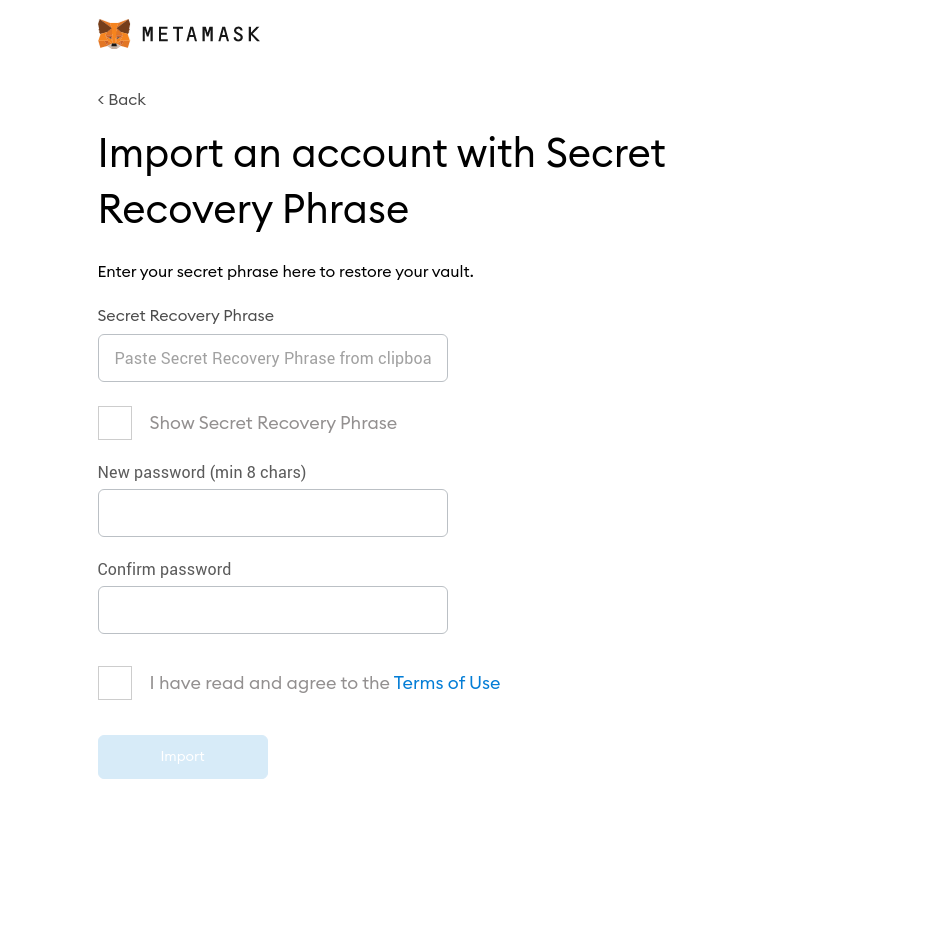 METAMASK
< Back
Import an account with Secret
Recovery Phrase
Enter your secret phrase here to restore your vault.
Secret Recovery Phrase
Paste Secret Recovery Phrase from clipboa
Show Secret Recovery Phrase
New password (min 8 chars)
Confirm password
I have read and agree to the Terms of Use
Import